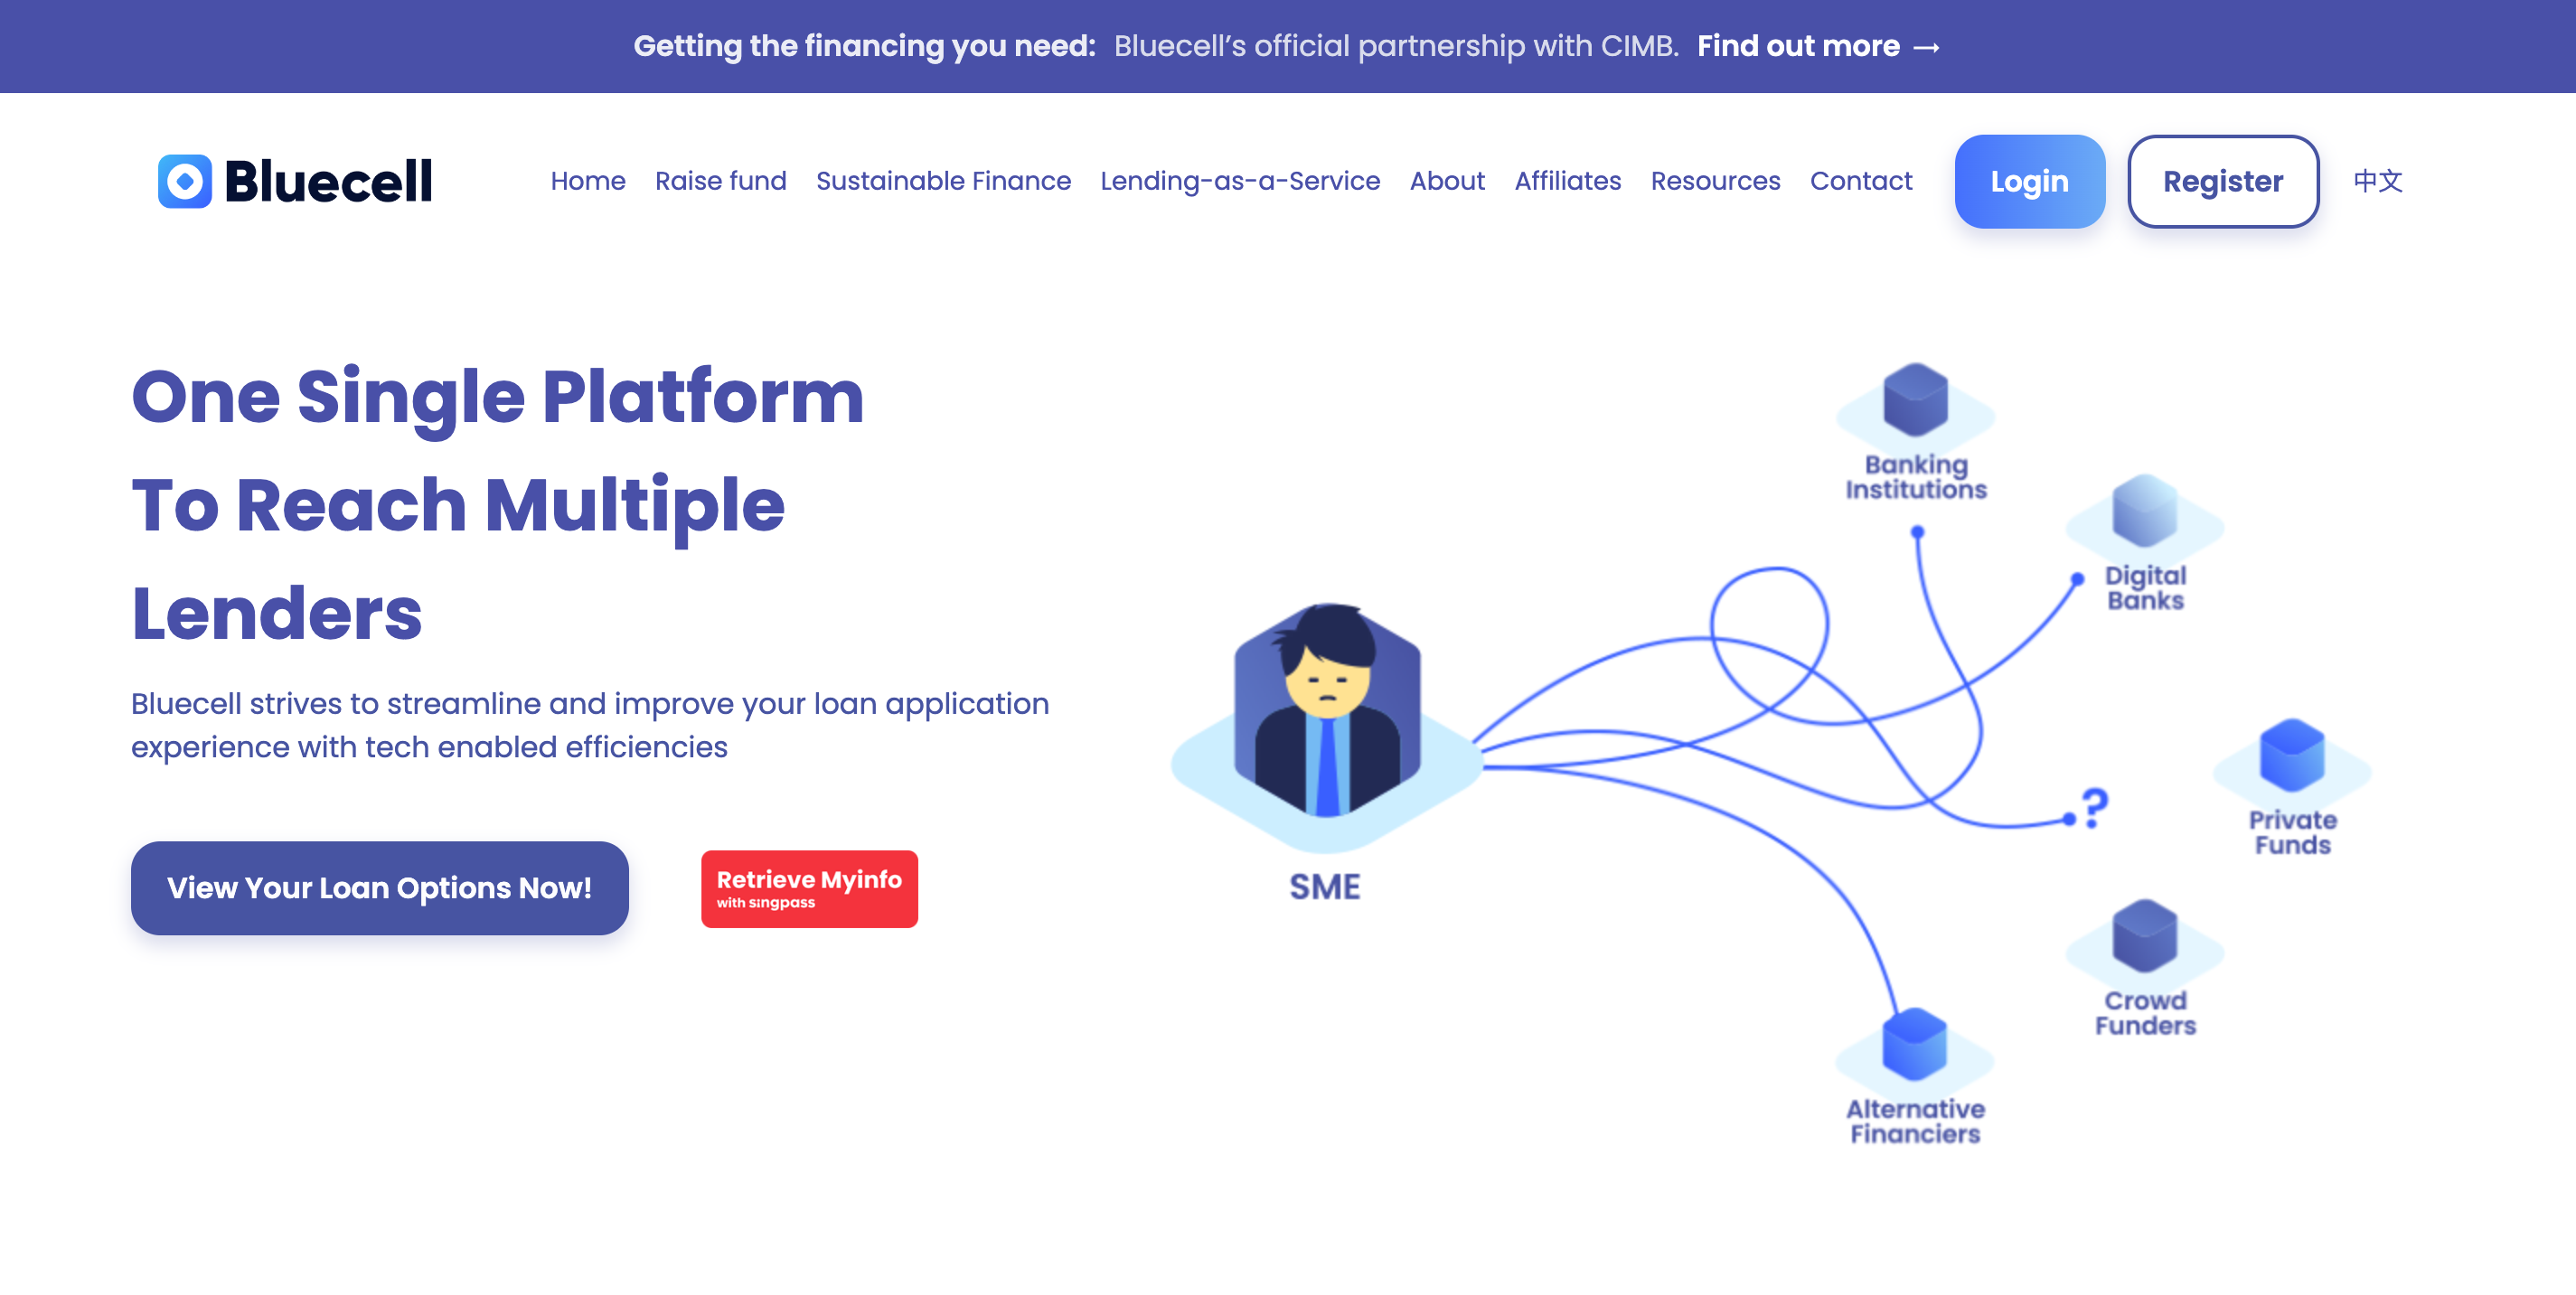 Getting the financing you need: Bluecell’s official partnership with CIMB. Find out more →
Bluecell
Home Raise fund Sustainable Finance Lending-as-a-Service About Affiliates Resources Contact Login Register 中文
One Single Platform
To Reach Multiple
Lenders
Bluecell strives to streamline and improve your loan application
experience with tech enabled efficiencies
View Your Loan Options Now!
Retrieve Myinfo
with singpass
SME
Banking
Institutions
Digital
Banks
?
Private
Funds
Crowd
Funders
Alternative
Financiers